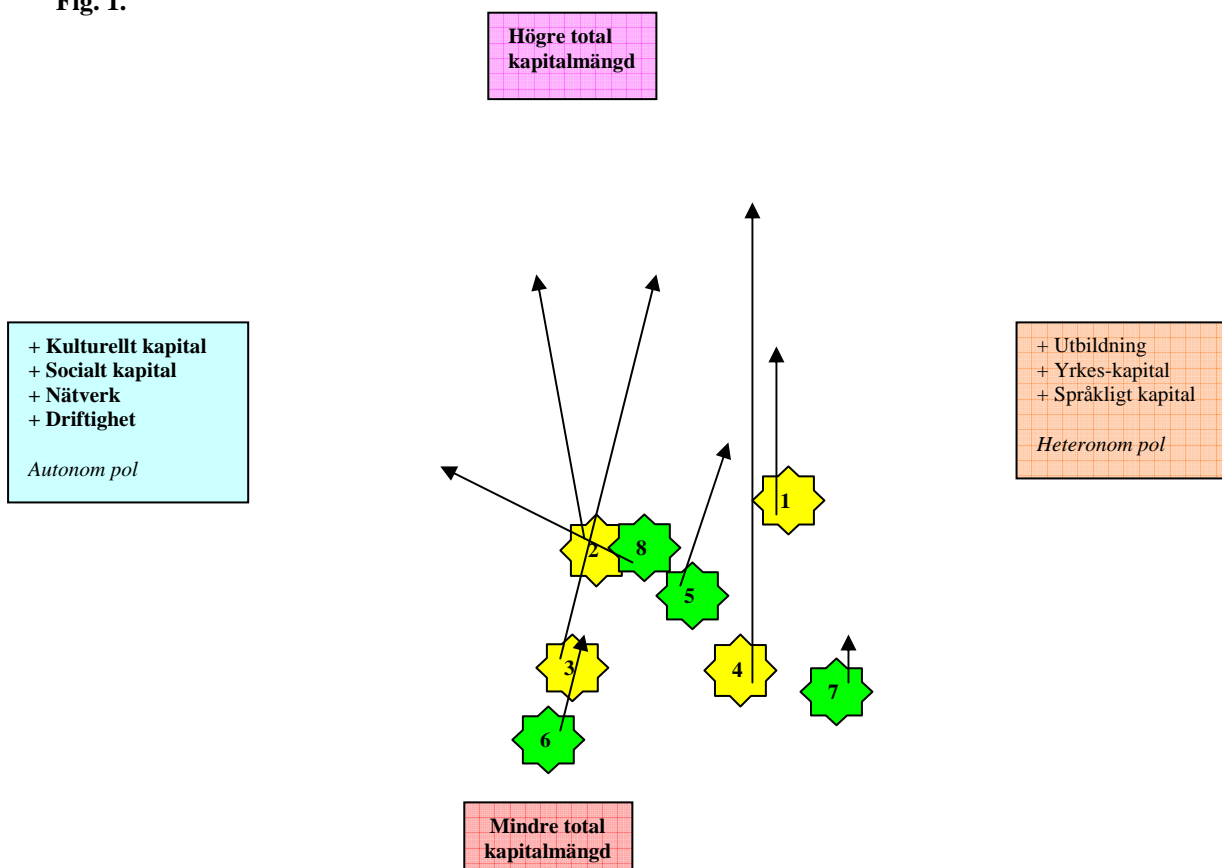 Fig. 1.
Högre total
kapitalmängd
+ Kulturellt kapital
+ Socialt kapital
+ Nätverk
+ Driftighet
Autonom pol
+ Utbildning
+ Yrkes-kapital
+ Språkligt kapital
Heteronom pol
1
2
8
5
3
4
7
6
Mindre total
kapitalmängd